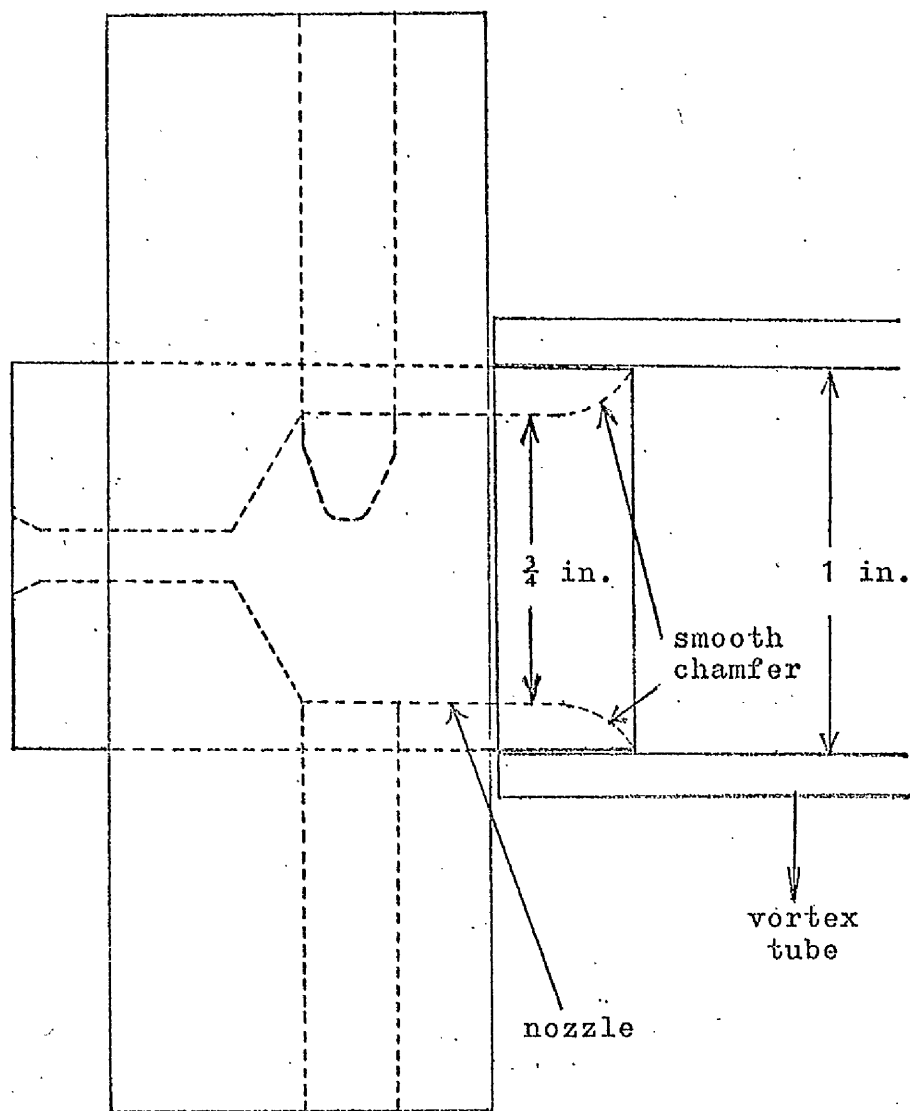 ¾ in.
1 in.
smooth
chamfer
vortex
tube
nozzle